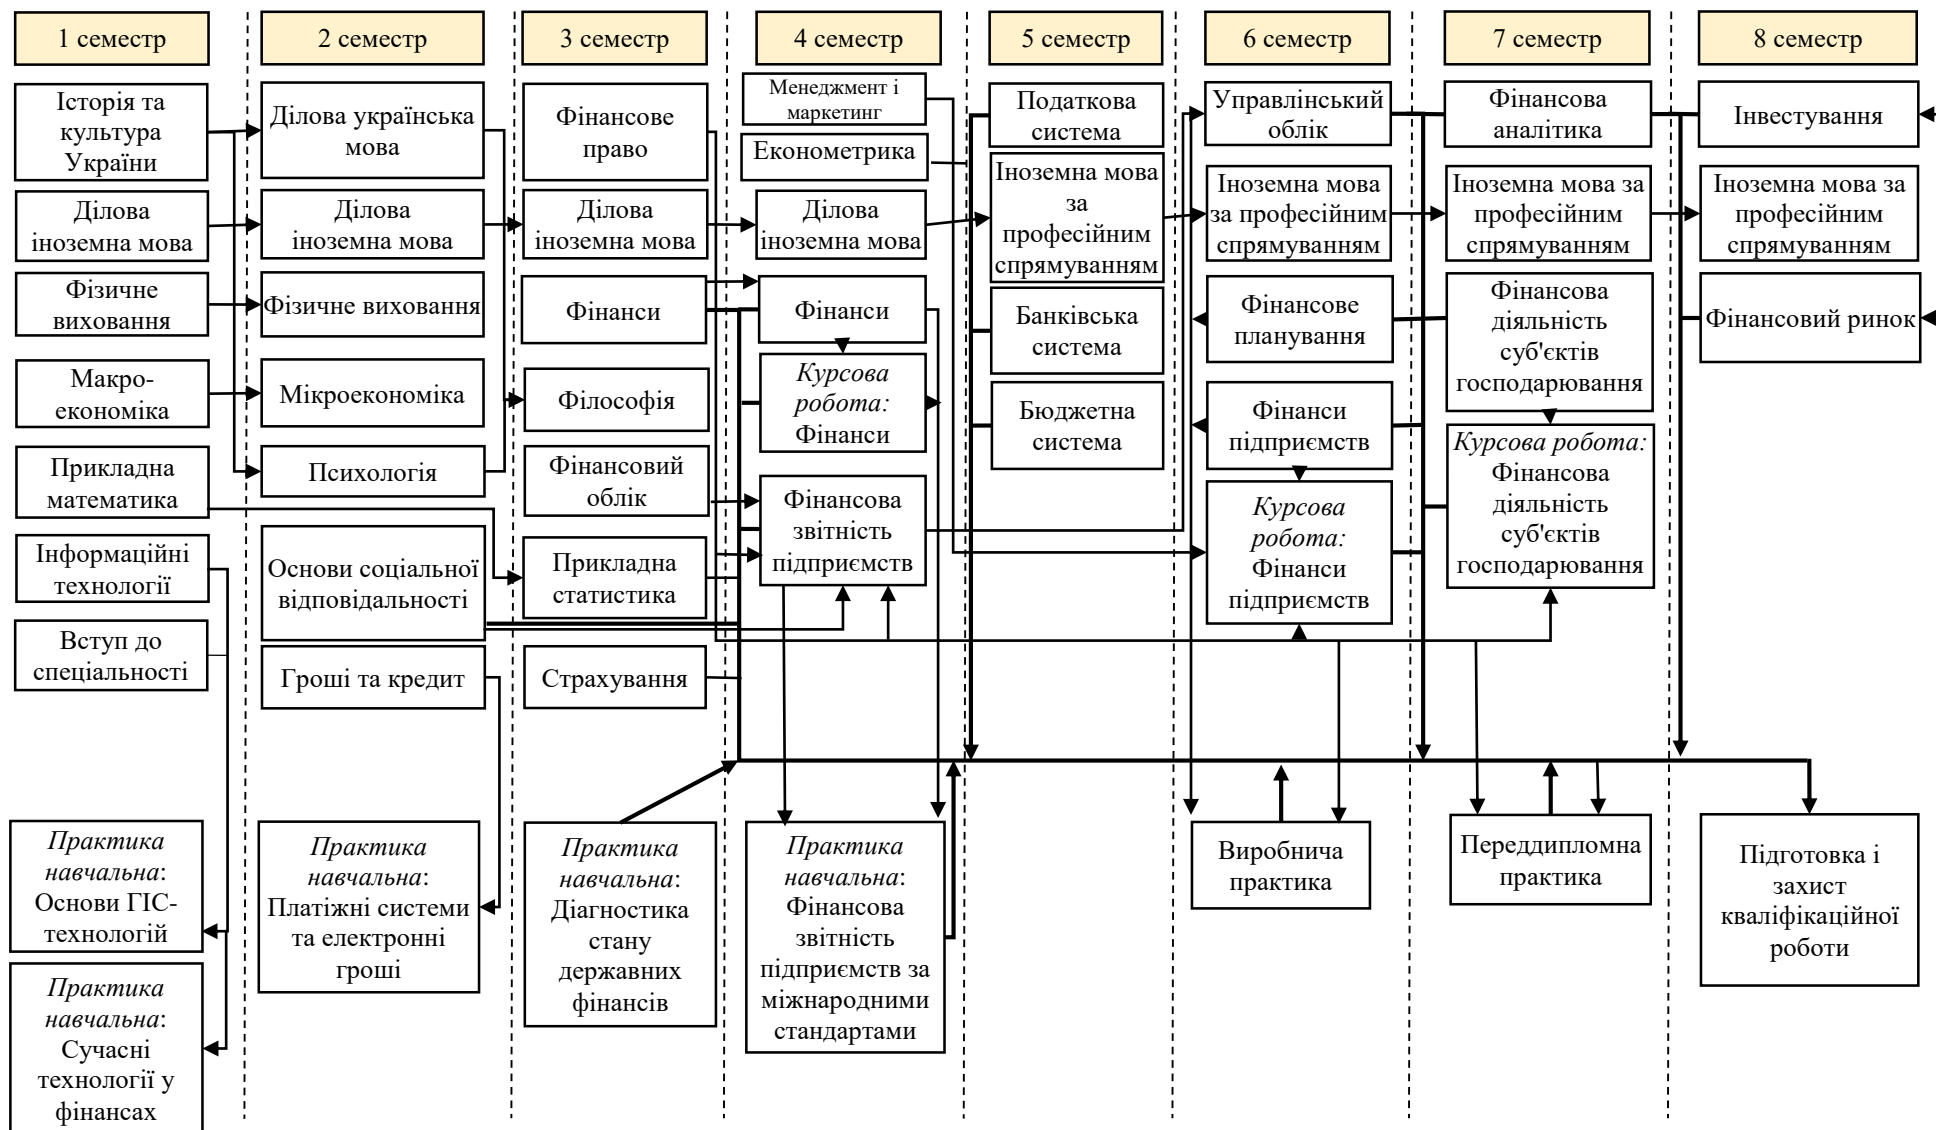 1 семестр
2 семестр
3 семестр
4 семестр
5 семестр
6 семестр
7 семестр
8 семестр
Історія та
культура
України
Ділова
іноземна мова
Фізичне
виховання
Макро-
економіка
Прикладна
математика
Інформаційні
технології
Вступ до
спеціальності
Практика
навчальна:
Основи ГІС-
технологій
Практика
навчальна:
Сучасні
технології у
фінансах
Ділова українська
мова
Ділова
іноземна мова
Фізичне виховання
Мікроекономіка
Психологія
Основи соціальної
відповідальності
Гроші та кредит
Практика
навчальна:
Платіжні системи
та електронні
гроші
Фінансове
право
Ділова
іноземна мова
Фінанси
Філософія
Фінансовий
облік
Прикладна
статистика
Страхування
Практика
навчальна:
Діагностика
стану
державних
фінансів
Менеджмент і
маркетинг
Економетрика
Ділова
іноземна мова
Фінанси
Курсова
робота:
Фінанси
Фінансова
звітність
підприємств
Практика
навчальна:
Фінансова
звітність
підприємств за
міжнародними
стандартами
Податкова
система
Іноземна мова
за
професійним
спрямуванням
Банківська
система
Бюджетна
система
Управлінський
облік
Іноземна мова
за професійним
спрямуванням
Фінансове
планування
Фінанси
підприємств
Курсова
робота:
Фінанси
підприємств
Виробнича
практика
Фінансова
аналітика
Іноземна мова за
професійним
спрямуванням
Фінансова
діяльність
суб'єктів
господарювання
Курсова робота:
Фінансова
діяльність
суб'єктів
господарювання
Переддипломна
практика
Інвестування
Іноземна мова за
професійним
спрямуванням
Фінансовий ринок
Підготовка і
захист
кваліфікаційної
роботи